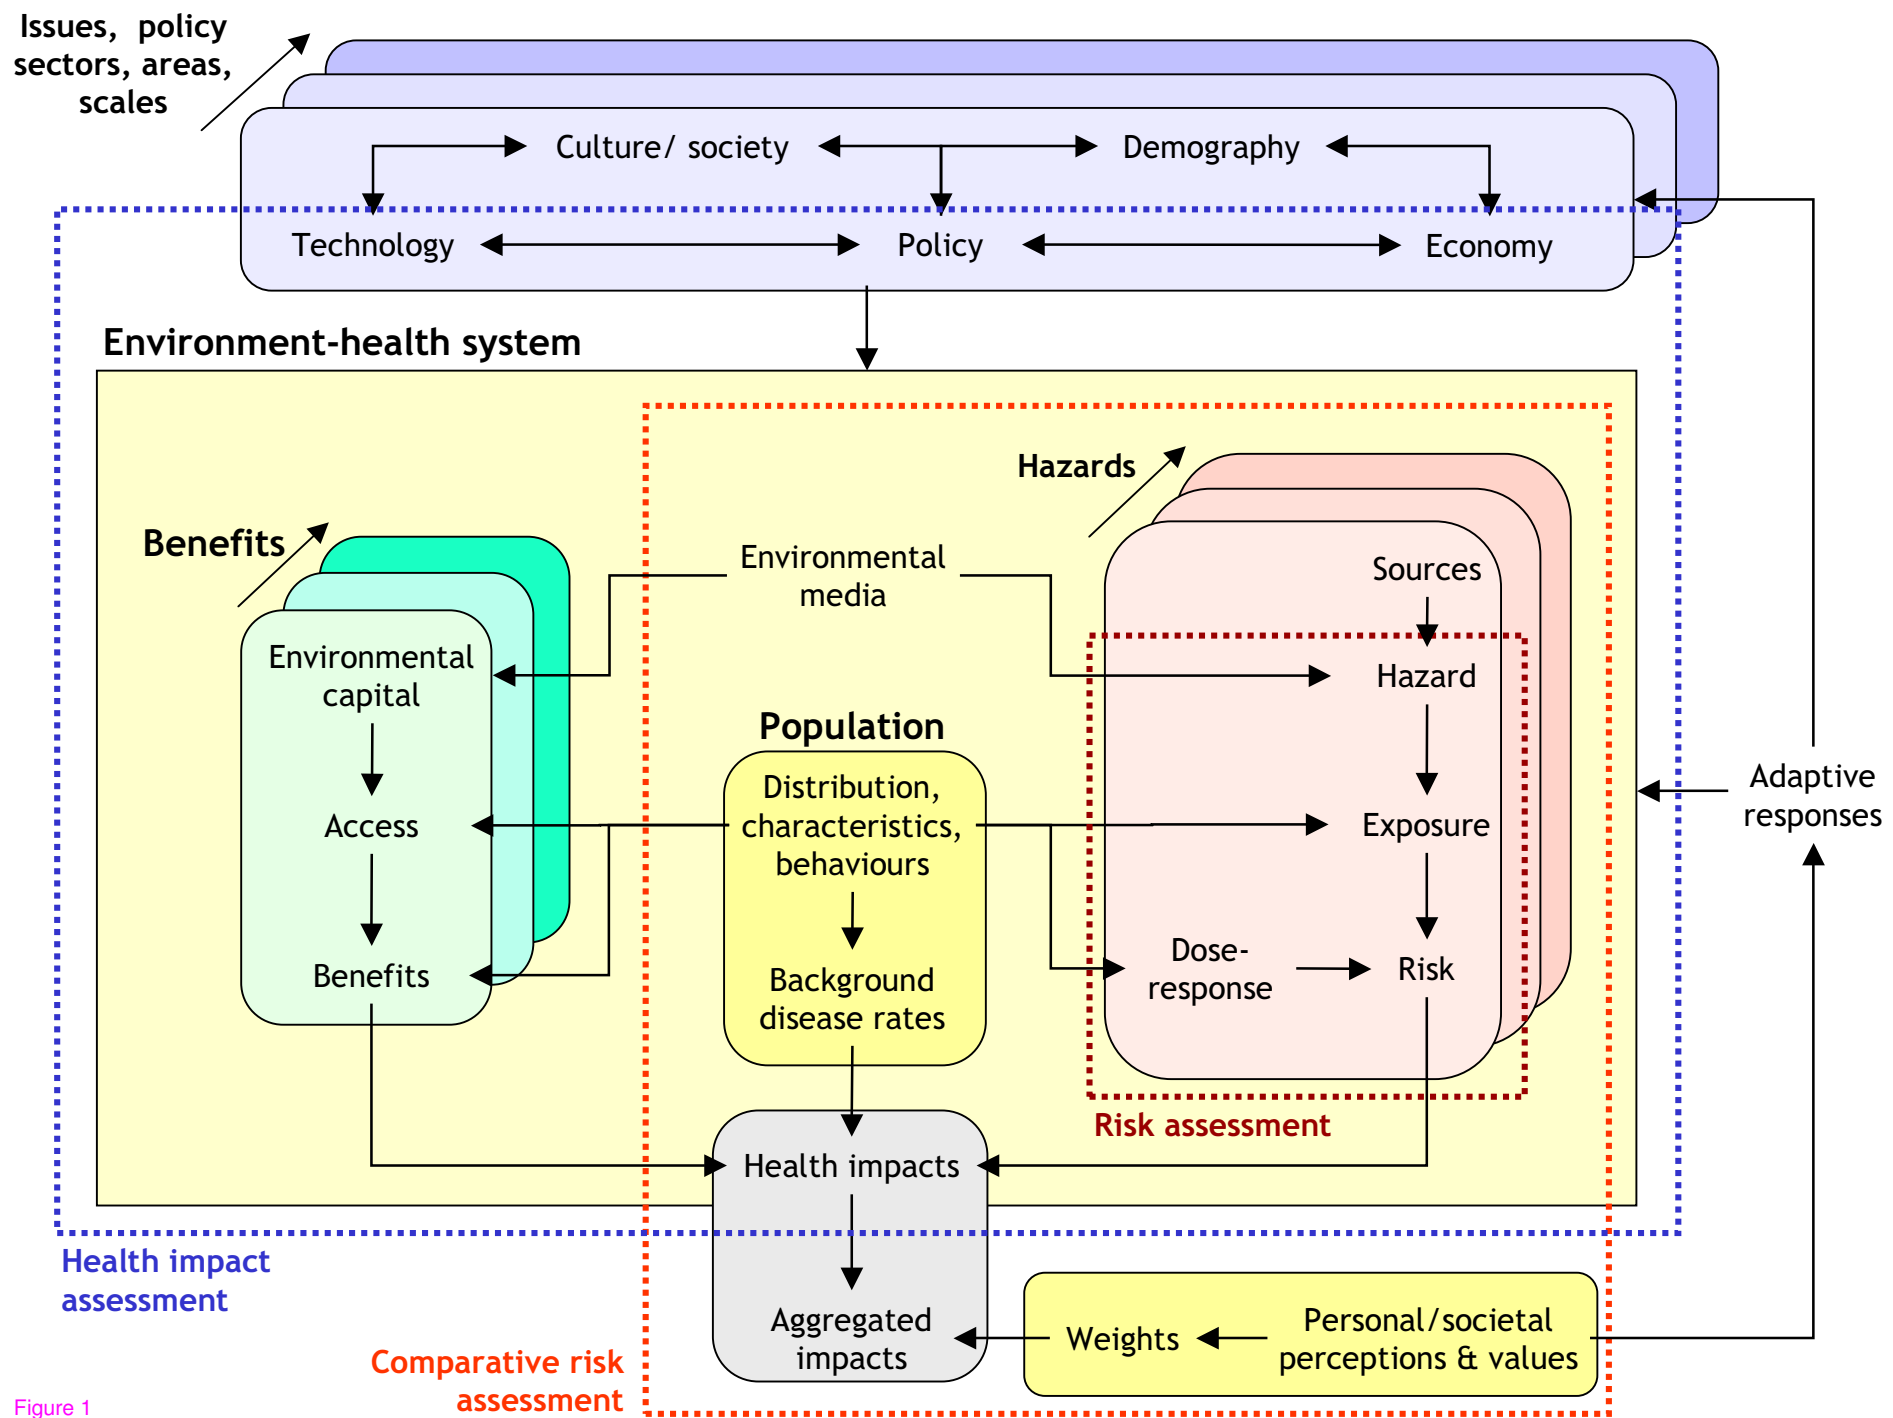 Issues, policy
sectors, areas,
scales
Culture/ society
Demography
Technology
Policy
Economy
Environment-health system
Hazards
Benefits
Environmental
media
Sources
Environmental
capital
Hazard
Population
Distribution,
characteristics,
behaviours
Access
Exposure
Adaptive
responses
Benefits
Background
disease rates
Dose-
response
Risk
Risk assessment
Health impacts
Health impact
assessment
Aggregated
impacts
Weights
Personal/societal
perceptions & values
Comparative risk
assessment
Figure 1